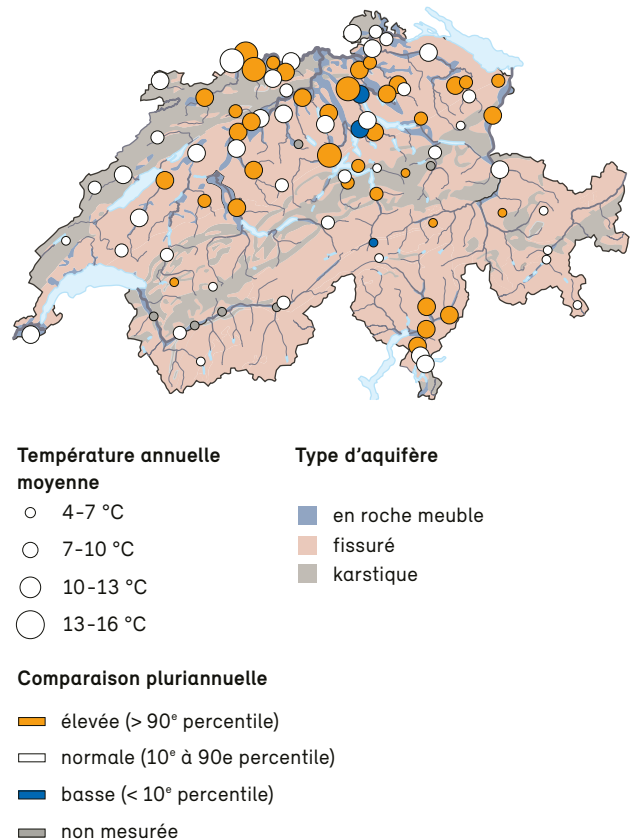 Température annuelle
moyenne
4-7 °C
7-10 °C
10-13 °C
13-16 °C
Type d'aquifère
en roche meuble
fissuré
karstique
Comparaison pluriannuelle
élevée (> 90e percentile)
normale (10e à 90e percentile)
basse (< 10e percentile)
non mesurée